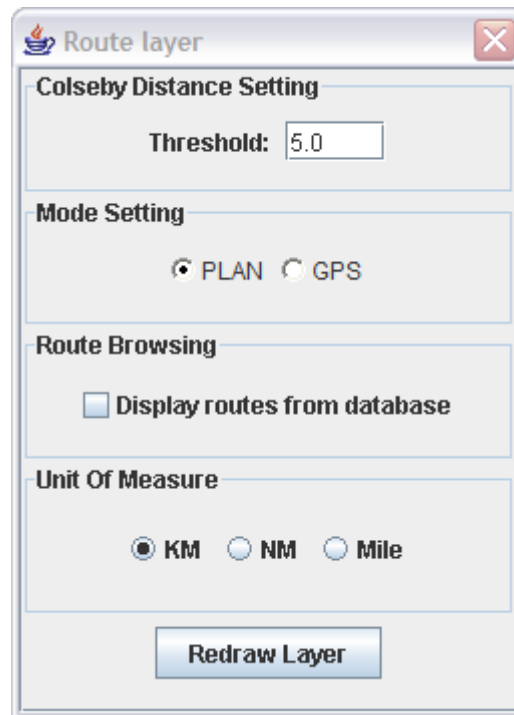 Route layer
Colseby Distance Setting
Threshold: 5.0
Mode Setting
PLAN GPS
Route Browsing
Display routes from database
Unit Of Measure
KM NM Mile
Redraw Layer